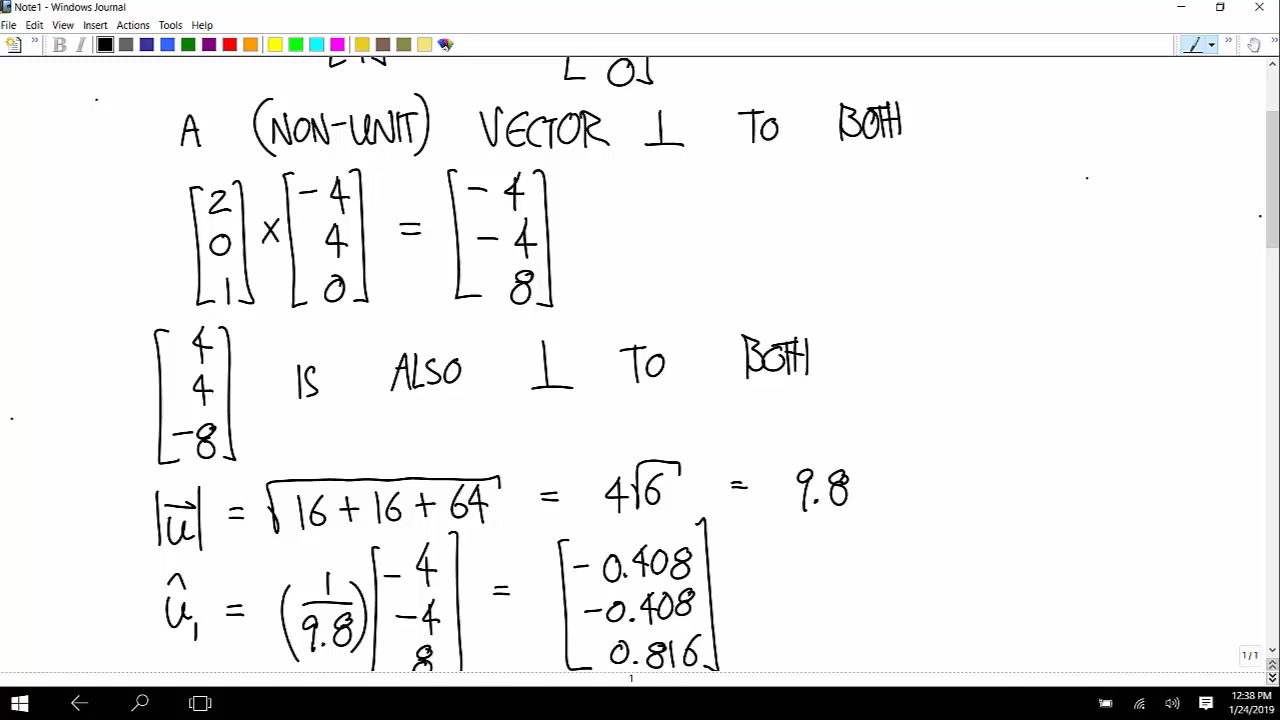 Note1 - Windows Journal
File Edit View Insert Actions Tools Help
B I
0
A (NON-UNIT) VECTOR ⊥ TO BOTH
[2 0 1] × [-4 4 0] = [-4 -4 8]
[4 4 -8] IS ALSO ⊥ TO BOTH
|u⃗| = √16 + 16 + 64 = 4√6 = 9.8
û₁ = (1/9.8) [-4 -4 8] = [-0.408 -0.408 0.816]
1/1
1
12:38 PM
1/24/2019